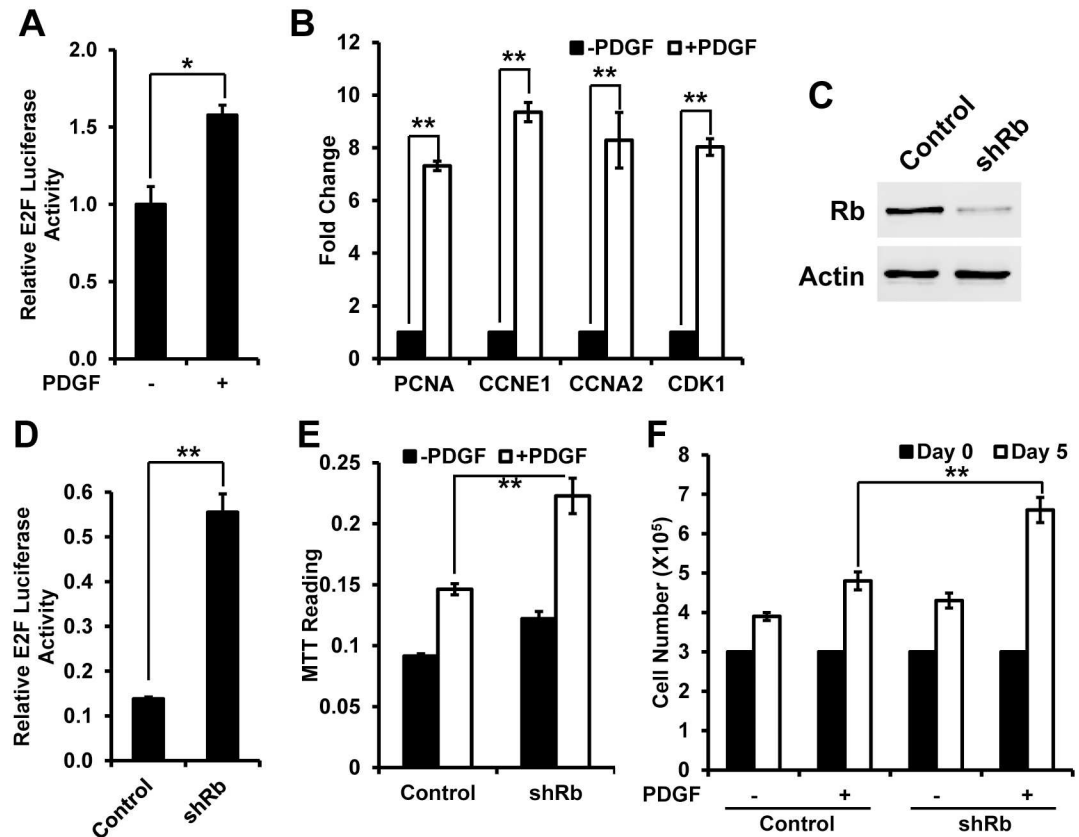 A
2.0
1.5
1.0
0.5
0.0
Relative E2F Luciferase
Activity
*
PDGF - +
B
-PDGF +PDGF
12
10
8
6
4
2
0
Fold Change
** ** ** **
PCNA CCNE1 CCNA2 CDK1
C
Control shRb
Rb
Actin
D
0.6
0.5
0.4
0.3
0.2
0.1
0.0
Relative E2F Luciferase
Activity
**
Control shRb
E
-PDGF +PDGF
0.25
0.2
0.15
0.1
0.05
0
MTT Reading
**
Control shRb
F
Day 0 Day 5
8
7
6
5
4
3
2
1
0
Cell Number (X10⁵)
**
PDGF - + - +
Control shRb